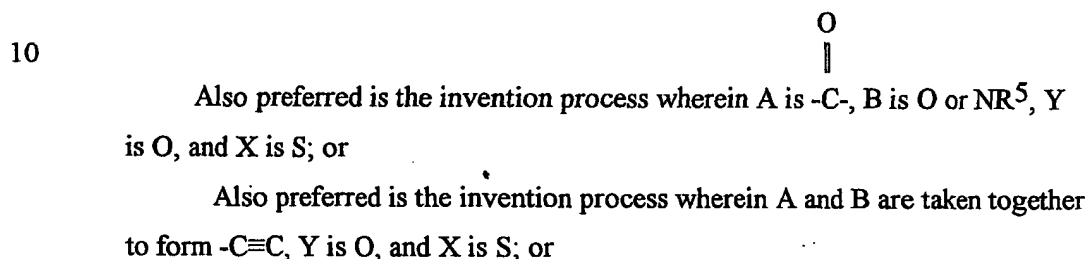 O
10
||
Also preferred is the invention process wherein A is -C-, B is O or NR5, Y
is O, and X is S; or
Also preferred is the invention process wherein A and B are taken together
to form -C≡C, Y is O, and X is S; or